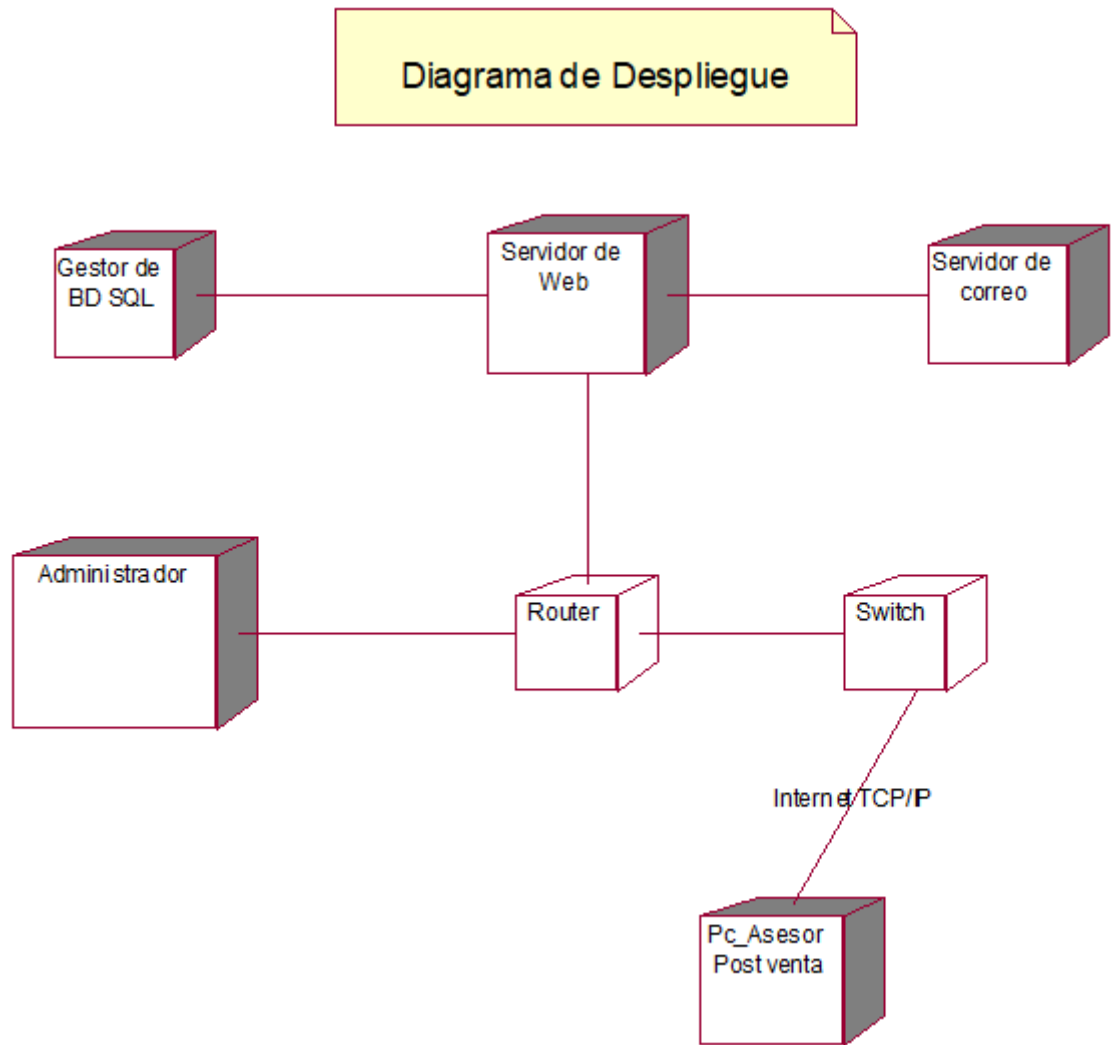 Diagrama de Despliegue
Gestor de
BD SQL
Servidor de
Web
Servidor de
correo
Administrador
Router
Switch
Internet TCP/IP
Pc_Asesor
Post venta